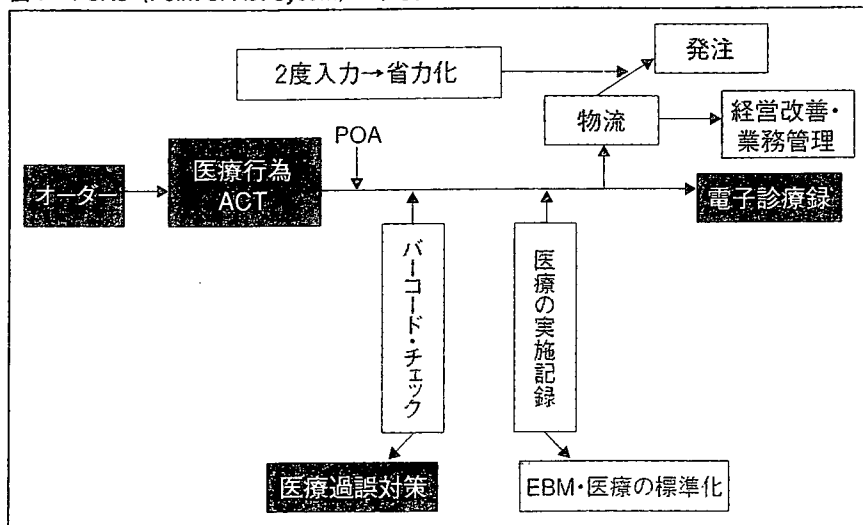 2度入力→省力化
発注
物流
経営改善・
業務管理
POA
オーダー
医療行為
ACT
電子診療録
バーコード・チェック
医療の実施記録
医療過誤対策
EBM・医療の標準化